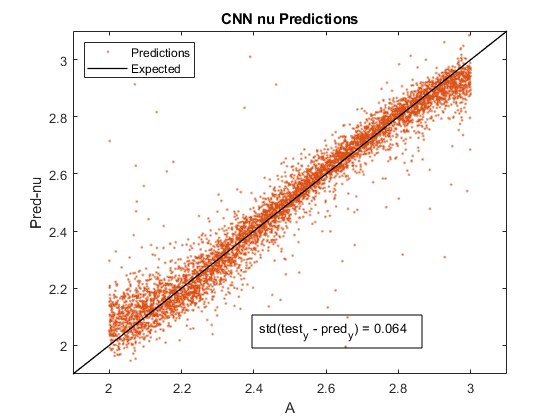 CNN nu Predictions
Predictions
Expected
3
2.8
2.6
2.4
2.2
2
Pred-nu
std(test_y - pred_y) = 0.064
2 2.2 2.4 2.6 2.8 3
A